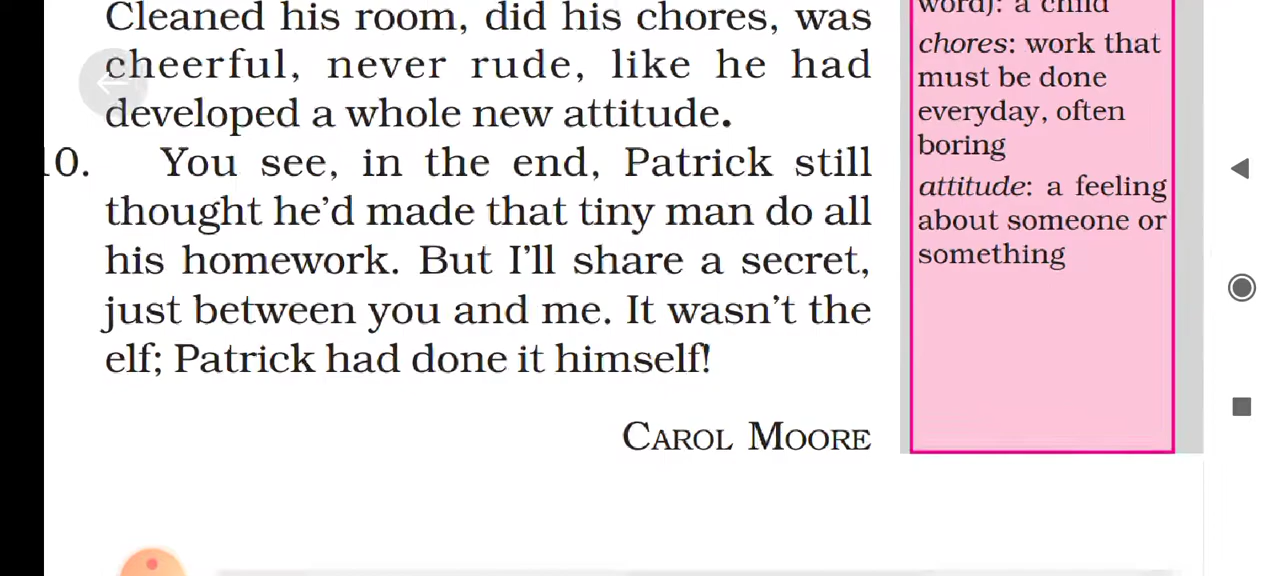 Cleaned his room, did his chores, was
cheerful, never rude, like he had
developed a whole new attitude.
10. You see, in the end, Patrick still
thought he'd made that tiny man do all
his homework. But I'll share a secret,
just between you and me. It wasn't the
elf; Patrick had done it himself!
CAROL MOORE
word): a child
chores: work that
must be done
everyday, often
boring
attitude: a feeling
about someone or
something